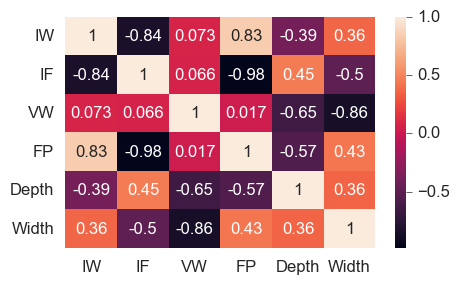 IW 1 -0.84 0.073 0.83 -0.39 0.36
IF -0.84 1 0.066 -0.98 0.45 -0.5
VW 0.073 0.066 1 0.017 -0.65 -0.86
FP 0.83 -0.98 0.017 1 -0.57 0.43
Depth -0.39 0.45 -0.65 -0.57 1 0.36
Width 0.36 -0.5 -0.86 0.43 0.36 1
IW IF VW FP Depth Width
1.0
0.5
0.0
−0.5